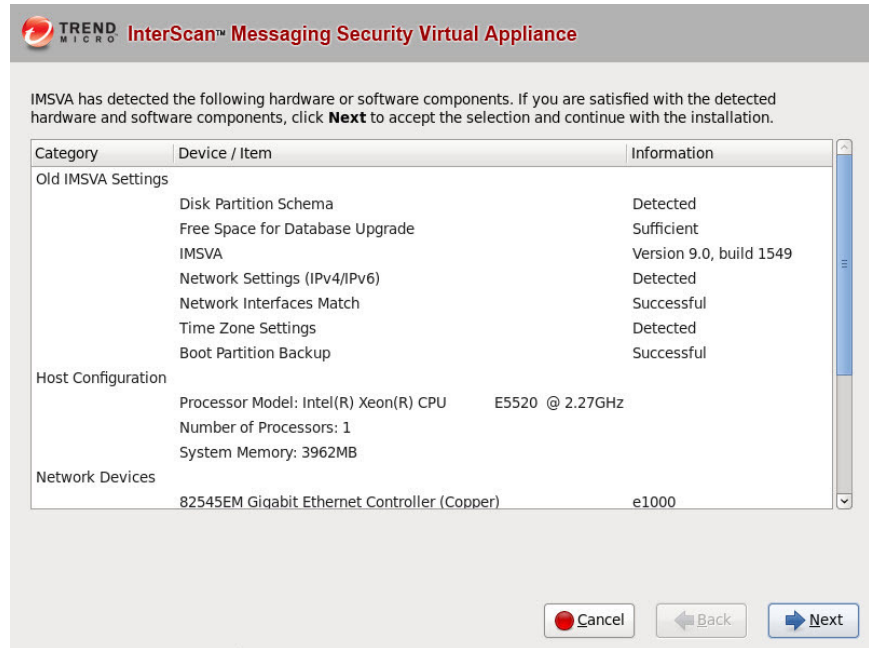 TREND MICRO InterScan™ Messaging Security Virtual Appliance
IMSVA has detected the following hardware or software components. If you are satisfied with the detected
hardware and software components, click Next to accept the selection and continue with the installation.
Category Device / Item Information
Old IMSVA Settings
Disk Partition Schema Detected
Free Space for Database Upgrade Sufficient
IMSVA Version 9.0, build 1549
Network Settings (IPv4/IPv6) Detected
Network Interfaces Match Successful
Time Zone Settings Detected
Boot Partition Backup Successful
Host Configuration
Processor Model: Intel(R) Xeon(R) CPU E5520 @ 2.27GHz
Number of Processors: 1
System Memory: 3962MB
Network Devices
82545EM Gigabit Ethernet Controller (Copper) e1000
Cancel Back Next